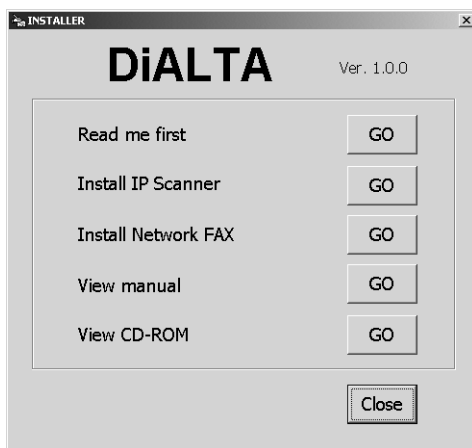 INSTALLER
DiALTA Ver. 1.0.0
Read me first GO
Install IP Scanner GO
Install Network FAX GO
View manual GO
View CD-ROM GO
Close